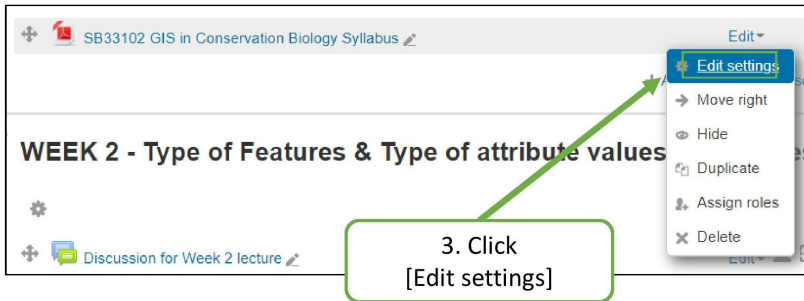 SB33102 GIS in Conservation Biology Syllabus
Edit
Edit settings
Move right
WEEK 2 - Type of Features & Type of attribute values
Hide
Duplicate
Assign roles
Delete
Discussion for Week 2 lecture
3. Click
[Edit settings]